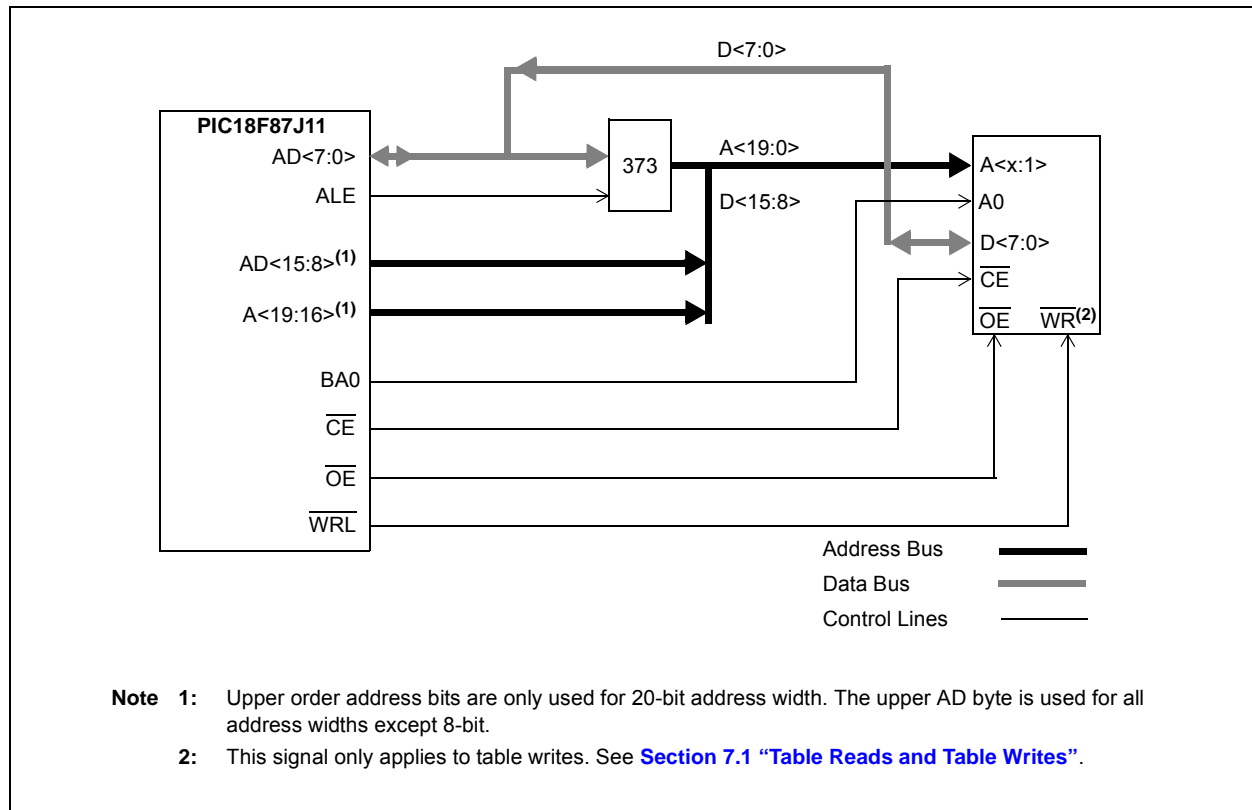 D<7:0>
PIC18F87J11
AD<7:0>
ALE
AD<15:8>(1)
A<19:16>(1)
BA0
CE
OE
WRL
373
A<19:0>
D<15:8>
A<x:1>
A0
D<7:0>
CE
OE WR(2)
Address Bus
Data Bus
Control Lines
Note 1: Upper order address bits are only used for 20-bit address width. The upper AD byte is used for all
address widths except 8-bit.
2: This signal only applies to table writes. See Section 7.1 “Table Reads and Table Writes”.